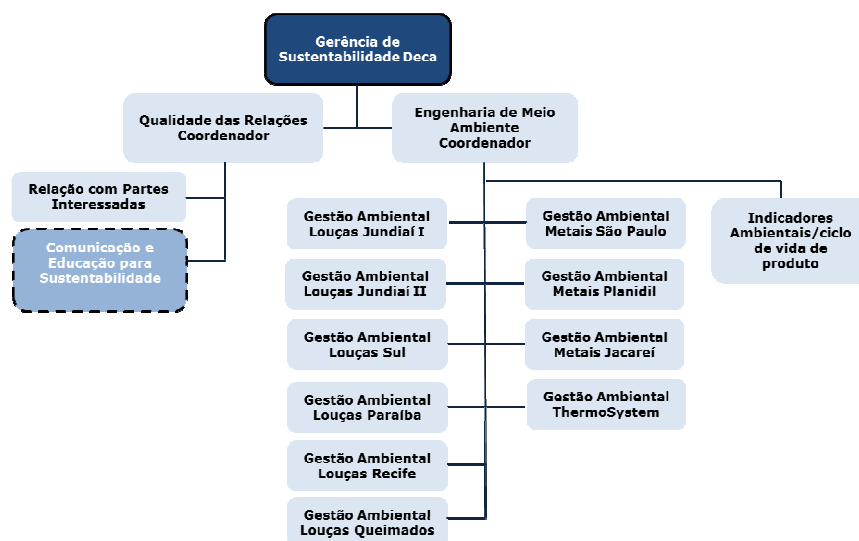 Gerência de
Sustentabilidade Deca
Qualidade das Relações
Coordenador
Engenharia de Meio
Ambiente
Coordenador
Relação com Partes
Interessadas
Comunicação e
Educação para
Sustentabilidade
Gestão Ambiental
Louças Jundiaí I
Gestão Ambiental
Metais São Paulo
Indicadores
Ambientais/ciclo
de vida de
produto
Gestão Ambiental
Louças Jundiaí II
Gestão Ambiental
Metais Planidil
Gestão Ambiental
Louças Sul
Gestão Ambiental
Metais Jacareí
Gestão Ambiental
Louças Paraíba
Gestão Ambiental
ThermoSystem
Gestão Ambiental
Louças Recife
Gestão Ambiental
Louças Queimados